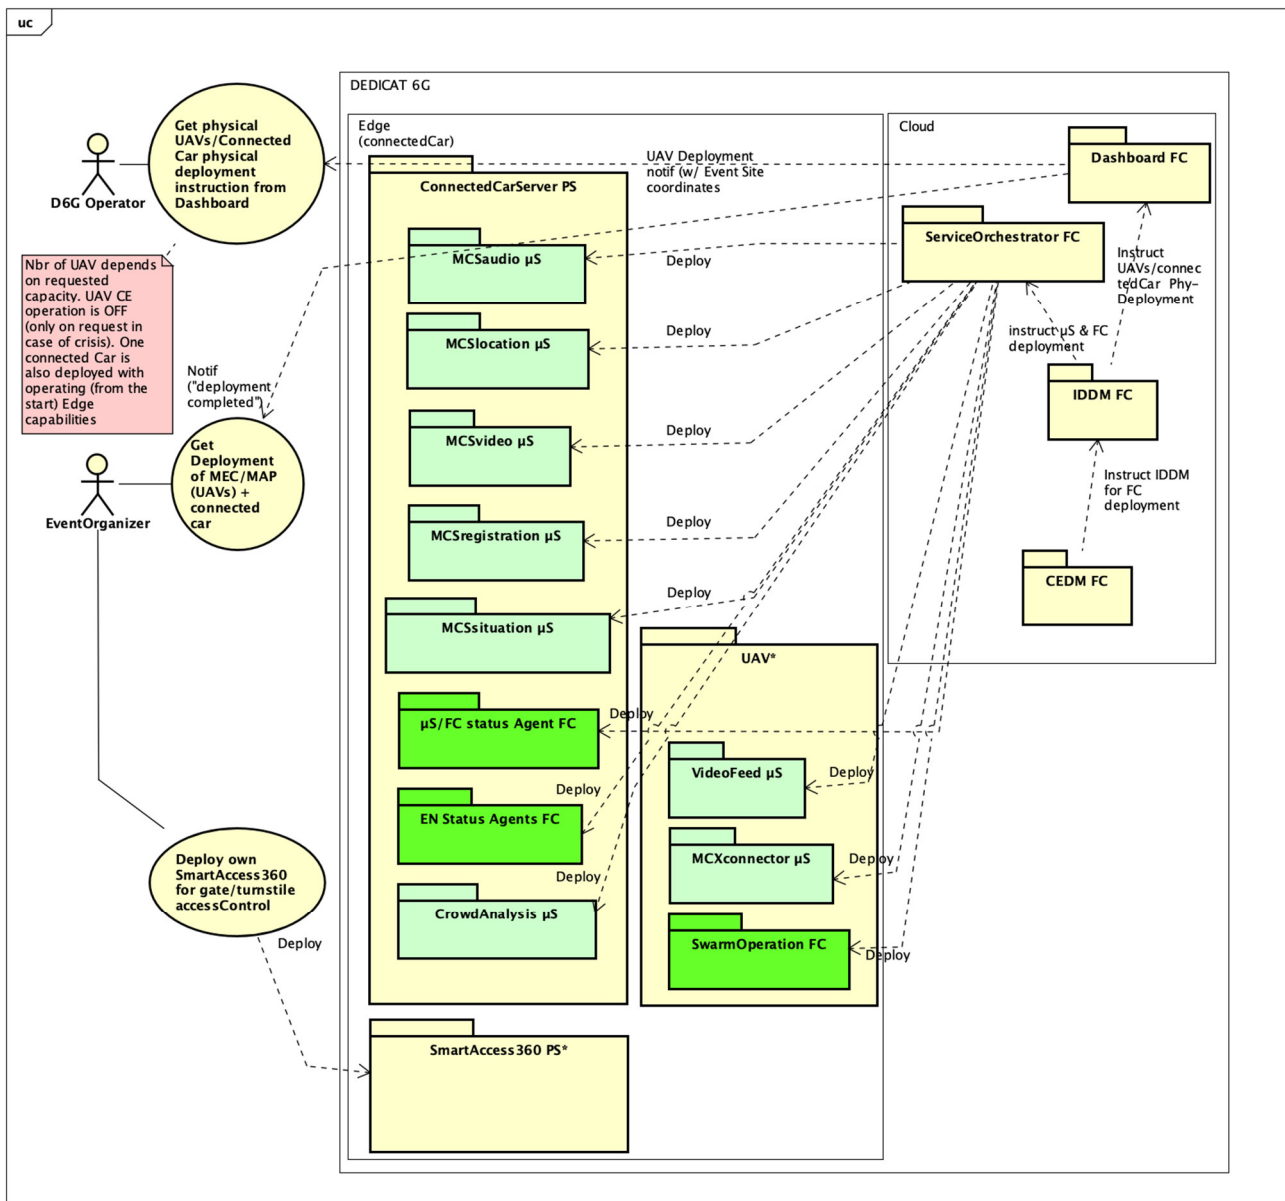 uc
DEDICAT 6G
Edge
(connectedCar)
Cloud
Get physical
UAVs/Connected
Car physical
deployment
instruction from
Dashboard
D6G Operator
UAV Deployment
notif (w/ Event Site
coordinates
Dashboard FC
ConnectedCarServer PS
ServiceOrchestrator FC
MCSaudio µS
Deploy
Instruct
UAVs/connec
tedCar Phy-
Deployment
Nbr of UAV depends
on requested
capacity. UAV CE
operation is OFF
(only on request in
case of crisis). One
connected Car is
also deployed with
operating (from the
start) Edge
capabilities
MCSlocation µS
Deploy
instruct µS & FC
deployment
Notif
("deployment
completed")
IDDM FC
Get
Deployment
of MEC/MAP
(UAVs) +
connected
car
EventOrganizer
MCSvideo µS
Deploy
Instruct IDDM
for FC
deployment
MCSregistration µS
Deploy
CEDM FC
MCSsituation µS
Deploy
UAV*
µS/FC status Agent FC
Deploy
VideoFeed µS
Deploy
EN Status Agents FC
Deploy
MCXconnector µS
Deploy
Deploy own
SmartAccess360
for gate/turnstile
accessControl
Deploy
CrowdAnalysis µS
Deploy
SwarmOperation FC
Deploy
SmartAccess360 PS*